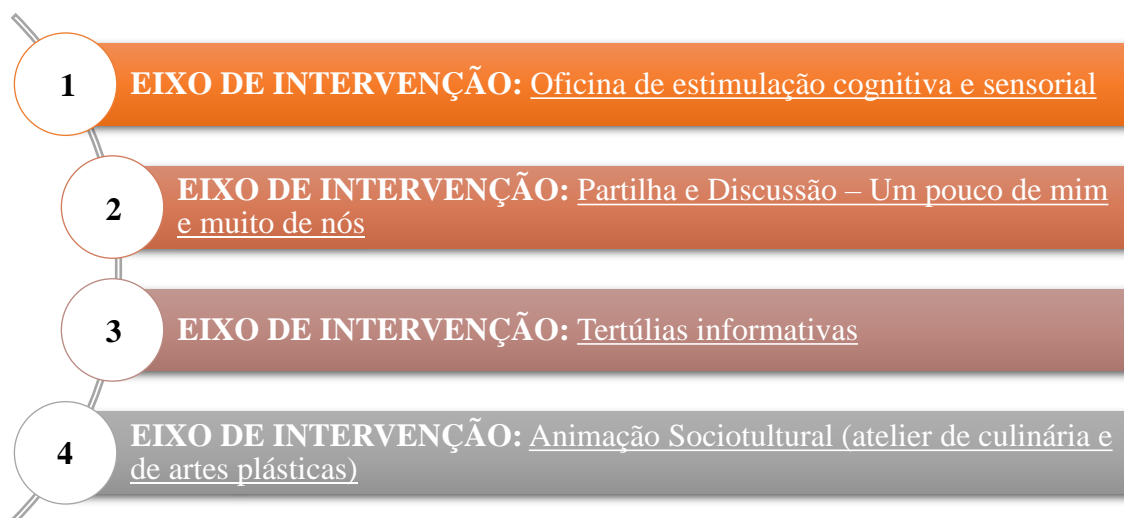 1
EIXO DE INTERVENÇÃO: Oficina de estimulação cognitiva e sensorial
2
EIXO DE INTERVENÇÃO: Partilha e Discussão – Um pouco de mim
e muito de nós
3
EIXO DE INTERVENÇÃO: Tertúlias informativas
4
EIXO DE INTERVENÇÃO: Animação Sociotultural (atelier de culinária e
de artes plásticas)